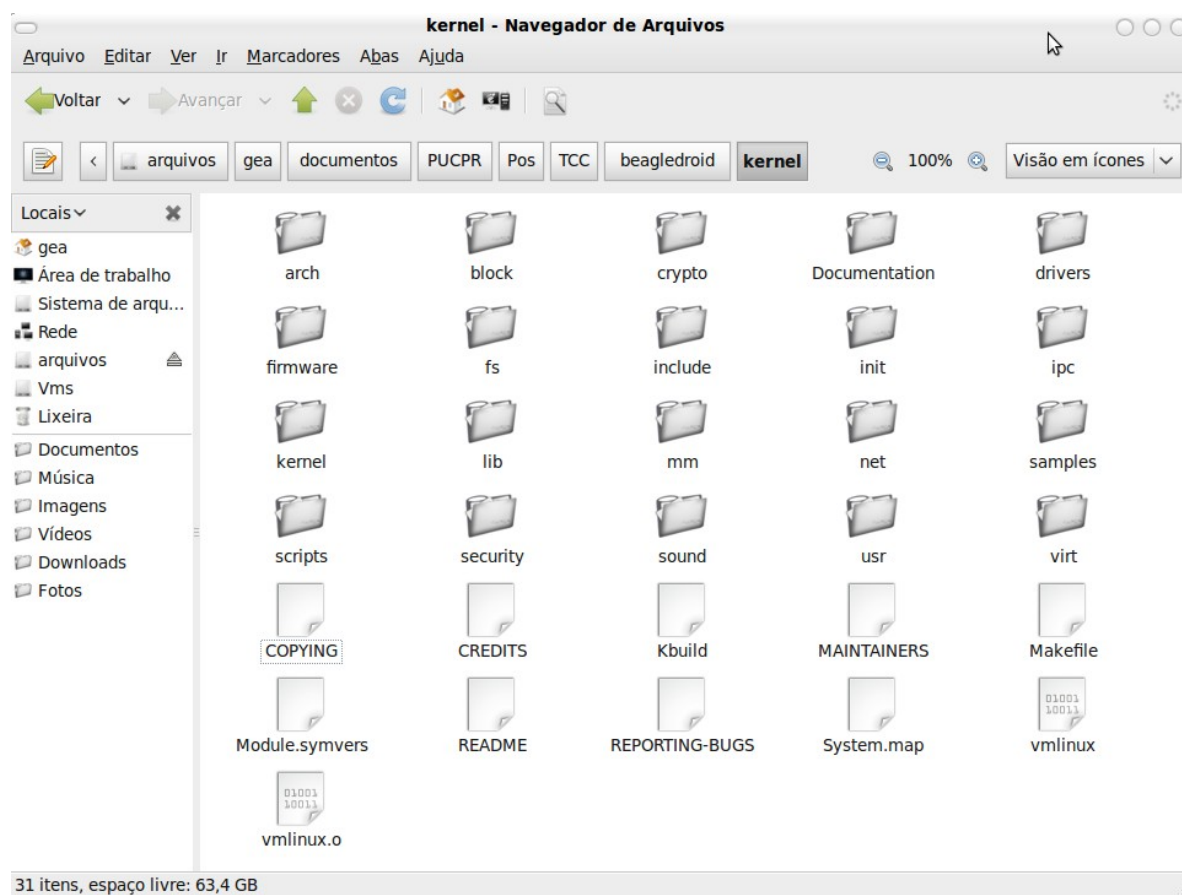 kernel - Navegador de Arquivos
Arquivo Editar Ver Ir Marcadores Abas Ajuda
Voltar Avançar
arquivos gea documentos PUCPR Pos TCC beagledroid kernel 100% Visão em ícones
Locais
gea
Área de trabalho
Sistema de arqu...
Rede
arquivos
Vms
Lixeira
Documentos
Música
Imagens
Vídeos
Downloads
Fotos
arch block crypto Documentation drivers
firmware fs include init ipc
kernel lib mm net samples
scripts security sound usr virt
COPYING CREDITS Kbuild MAINTAINERS Makefile
01001
10011
Module.symvers README REPORTING-BUGS System.map vmlinux
01001
10011
vmlinux.o
31 itens, espaço livre: 63,4 GB